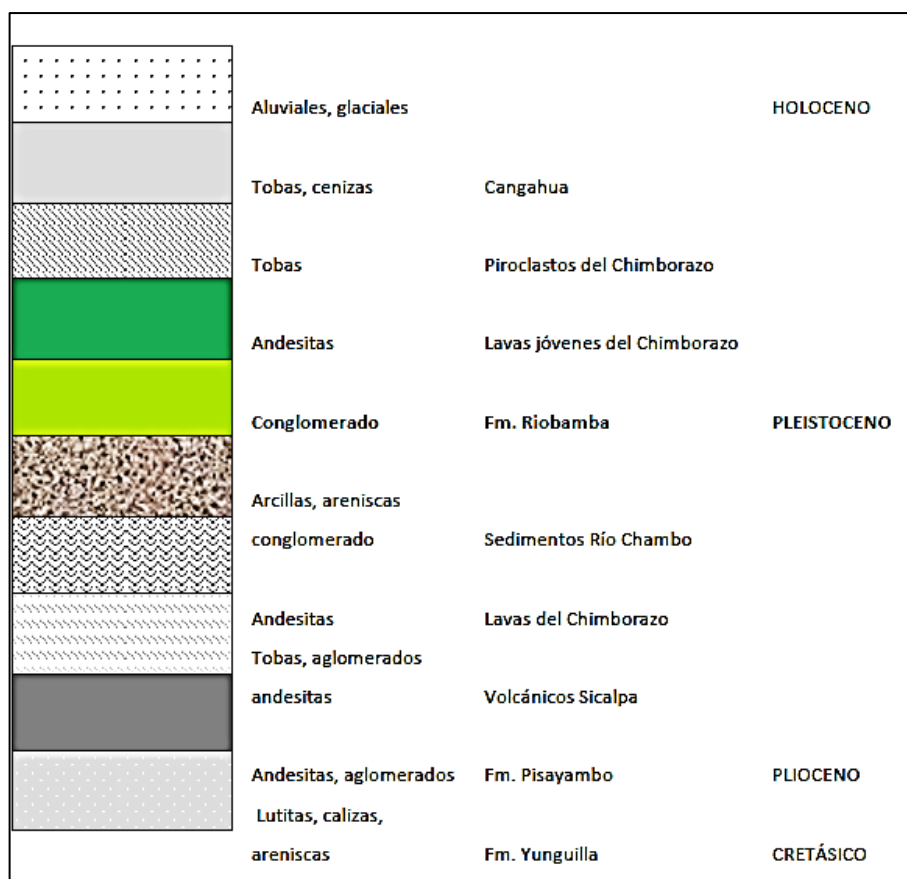 Aluviales, glaciales HOLOCENO
Tobas, cenizas Cangahua
Tobas Piroclastos del Chimborazo
Andesitas Lavas jóvenes del Chimborazo
Conglomerado Fm. Riobamba PLEISTOCENO
Arcillas, areniscas
conglomerado Sedimentos Río Chambo
Andesitas Lavas del Chimborazo
Tobas, aglomerados
andesitas Volcánicos Sicalpa
Andesitas, aglomerados Fm. Pisayambo PLIOCENO
Lutitas, calizas,
areniscas Fm. Yunguilla CRETÁSICO